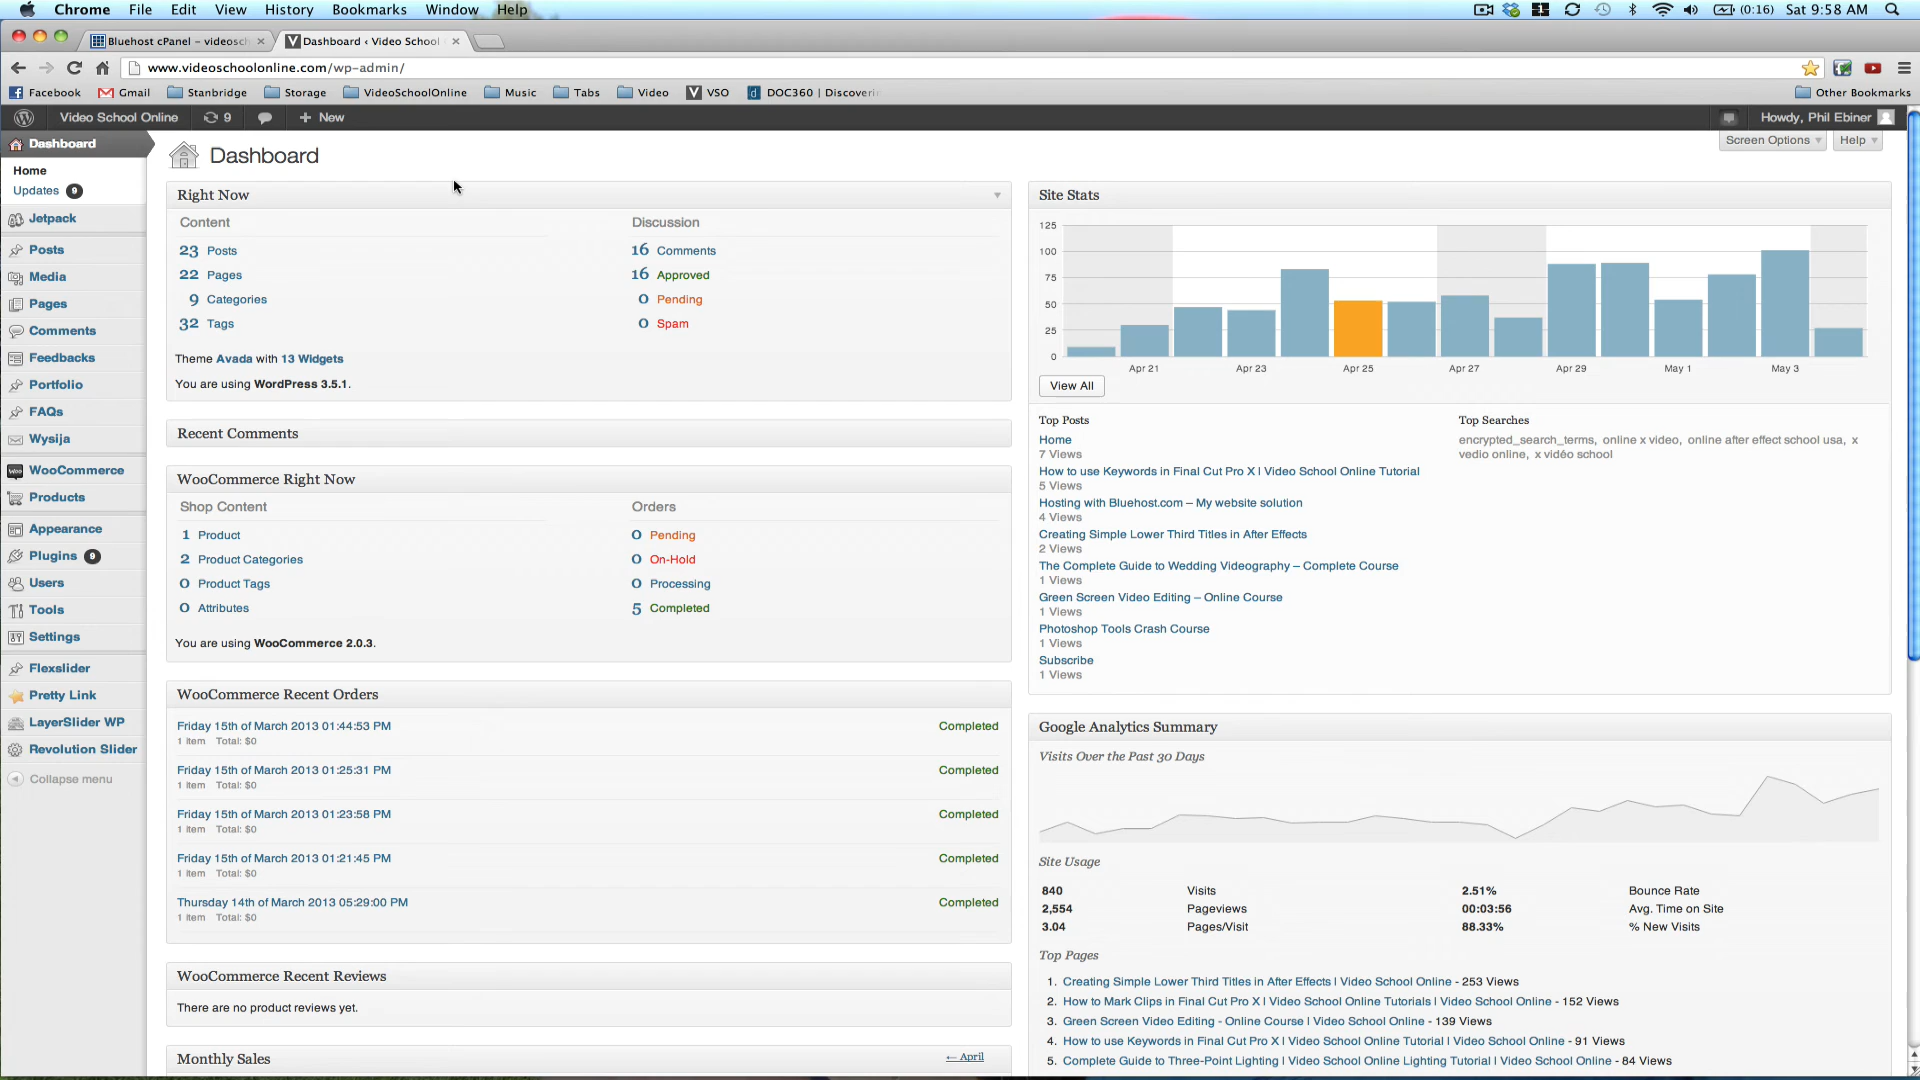 Chrome File Edit View History Bookmarks Window Help (0:16) Sat 9:58 AM
Bluehost cPanel – videosch Dashboard ‹ Video School
www.videoschoolonline.com/wp-admin/
Facebook Gmail Stanbridge Storage VideoSchoolOnline Music Tabs Video VSO DOC360 | Discoveri Other Bookmarks
Video School Online 9 + New Howdy, Phil Ebiner
Screen Options Help
Dashboard
Home
Updates 9
Jetpack
Posts
Media
Pages
Comments
Feedbacks
Portfolio
FAQs
Wysija
WooCommerce
Products
Appearance
Plugins 9
Users
Tools
Settings
Flexslider
Pretty Link
LayerSlider WP
Revolution Slider
Collapse menu
Dashboard
Right Now
Content Discussion
23 Posts 16 Comments
22 Pages 16 Approved
9 Categories 0 Pending
32 Tags 0 Spam
Theme Avada with 13 Widgets
You are using WordPress 3.5.1.
Recent Comments
WooCommerce Right Now
Shop Content Orders
1 Product 0 Pending
2 Product Categories 0 On-Hold
0 Product Tags 0 Processing
0 Attributes 5 Completed
You are using WooCommerce 2.0.3.
WooCommerce Recent Orders
Friday 15th of March 2013 01:44:53 PM Completed
1 item Total: $0
Friday 15th of March 2013 01:25:31 PM Completed
1 item Total: $0
Friday 15th of March 2013 01:23:58 PM Completed
1 item Total: $0
Friday 15th of March 2013 01:21:45 PM Completed
1 item Total: $0
Thursday 14th of March 2013 05:29:00 PM Completed
1 item Total: $0
WooCommerce Recent Reviews
There are no product reviews yet.
Monthly Sales ← April
Site Stats
125
100
75
50
25
0
Apr 21 Apr 23 Apr 25 Apr 27 Apr 29 May 1 May 3
View All
Top Posts
Home
7 Views
How to use Keywords in Final Cut Pro X | Video School Online Tutorial
5 Views
Hosting with Bluehost.com – My website solution
4 Views
Creating Simple Lower Third Titles in After Effects
2 Views
The Complete Guide to Wedding Videography – Complete Course
1 Views
Green Screen Video Editing – Online Course
1 Views
Photoshop Tools Crash Course
1 Views
Subscribe
1 Views
Top Searches
encrypted_search_terms, online x video, online after effect school usa, x
vedio online, x vidéo school
Google Analytics Summary
Visits Over the Past 30 Days
Site Usage
840 Visits 2.51% Bounce Rate
2,554 Pageviews 00:03:56 Avg. Time on Site
3.04 Pages/Visit 88.33% % New Visits
Top Pages
1. Creating Simple Lower Third Titles in After Effects | Video School Online - 253 Views
2. How to Mark Clips in Final Cut Pro X | Video School Online Tutorials | Video School Online - 152 Views
3. Green Screen Video Editing - Online Course | Video School Online - 139 Views
4. How to use Keywords in Final Cut Pro X | Video School Online Tutorial | Video School Online - 91 Views
5. Complete Guide to Three-Point Lighting | Video School Online Lighting Tutorial | Video School Online - 84 Views